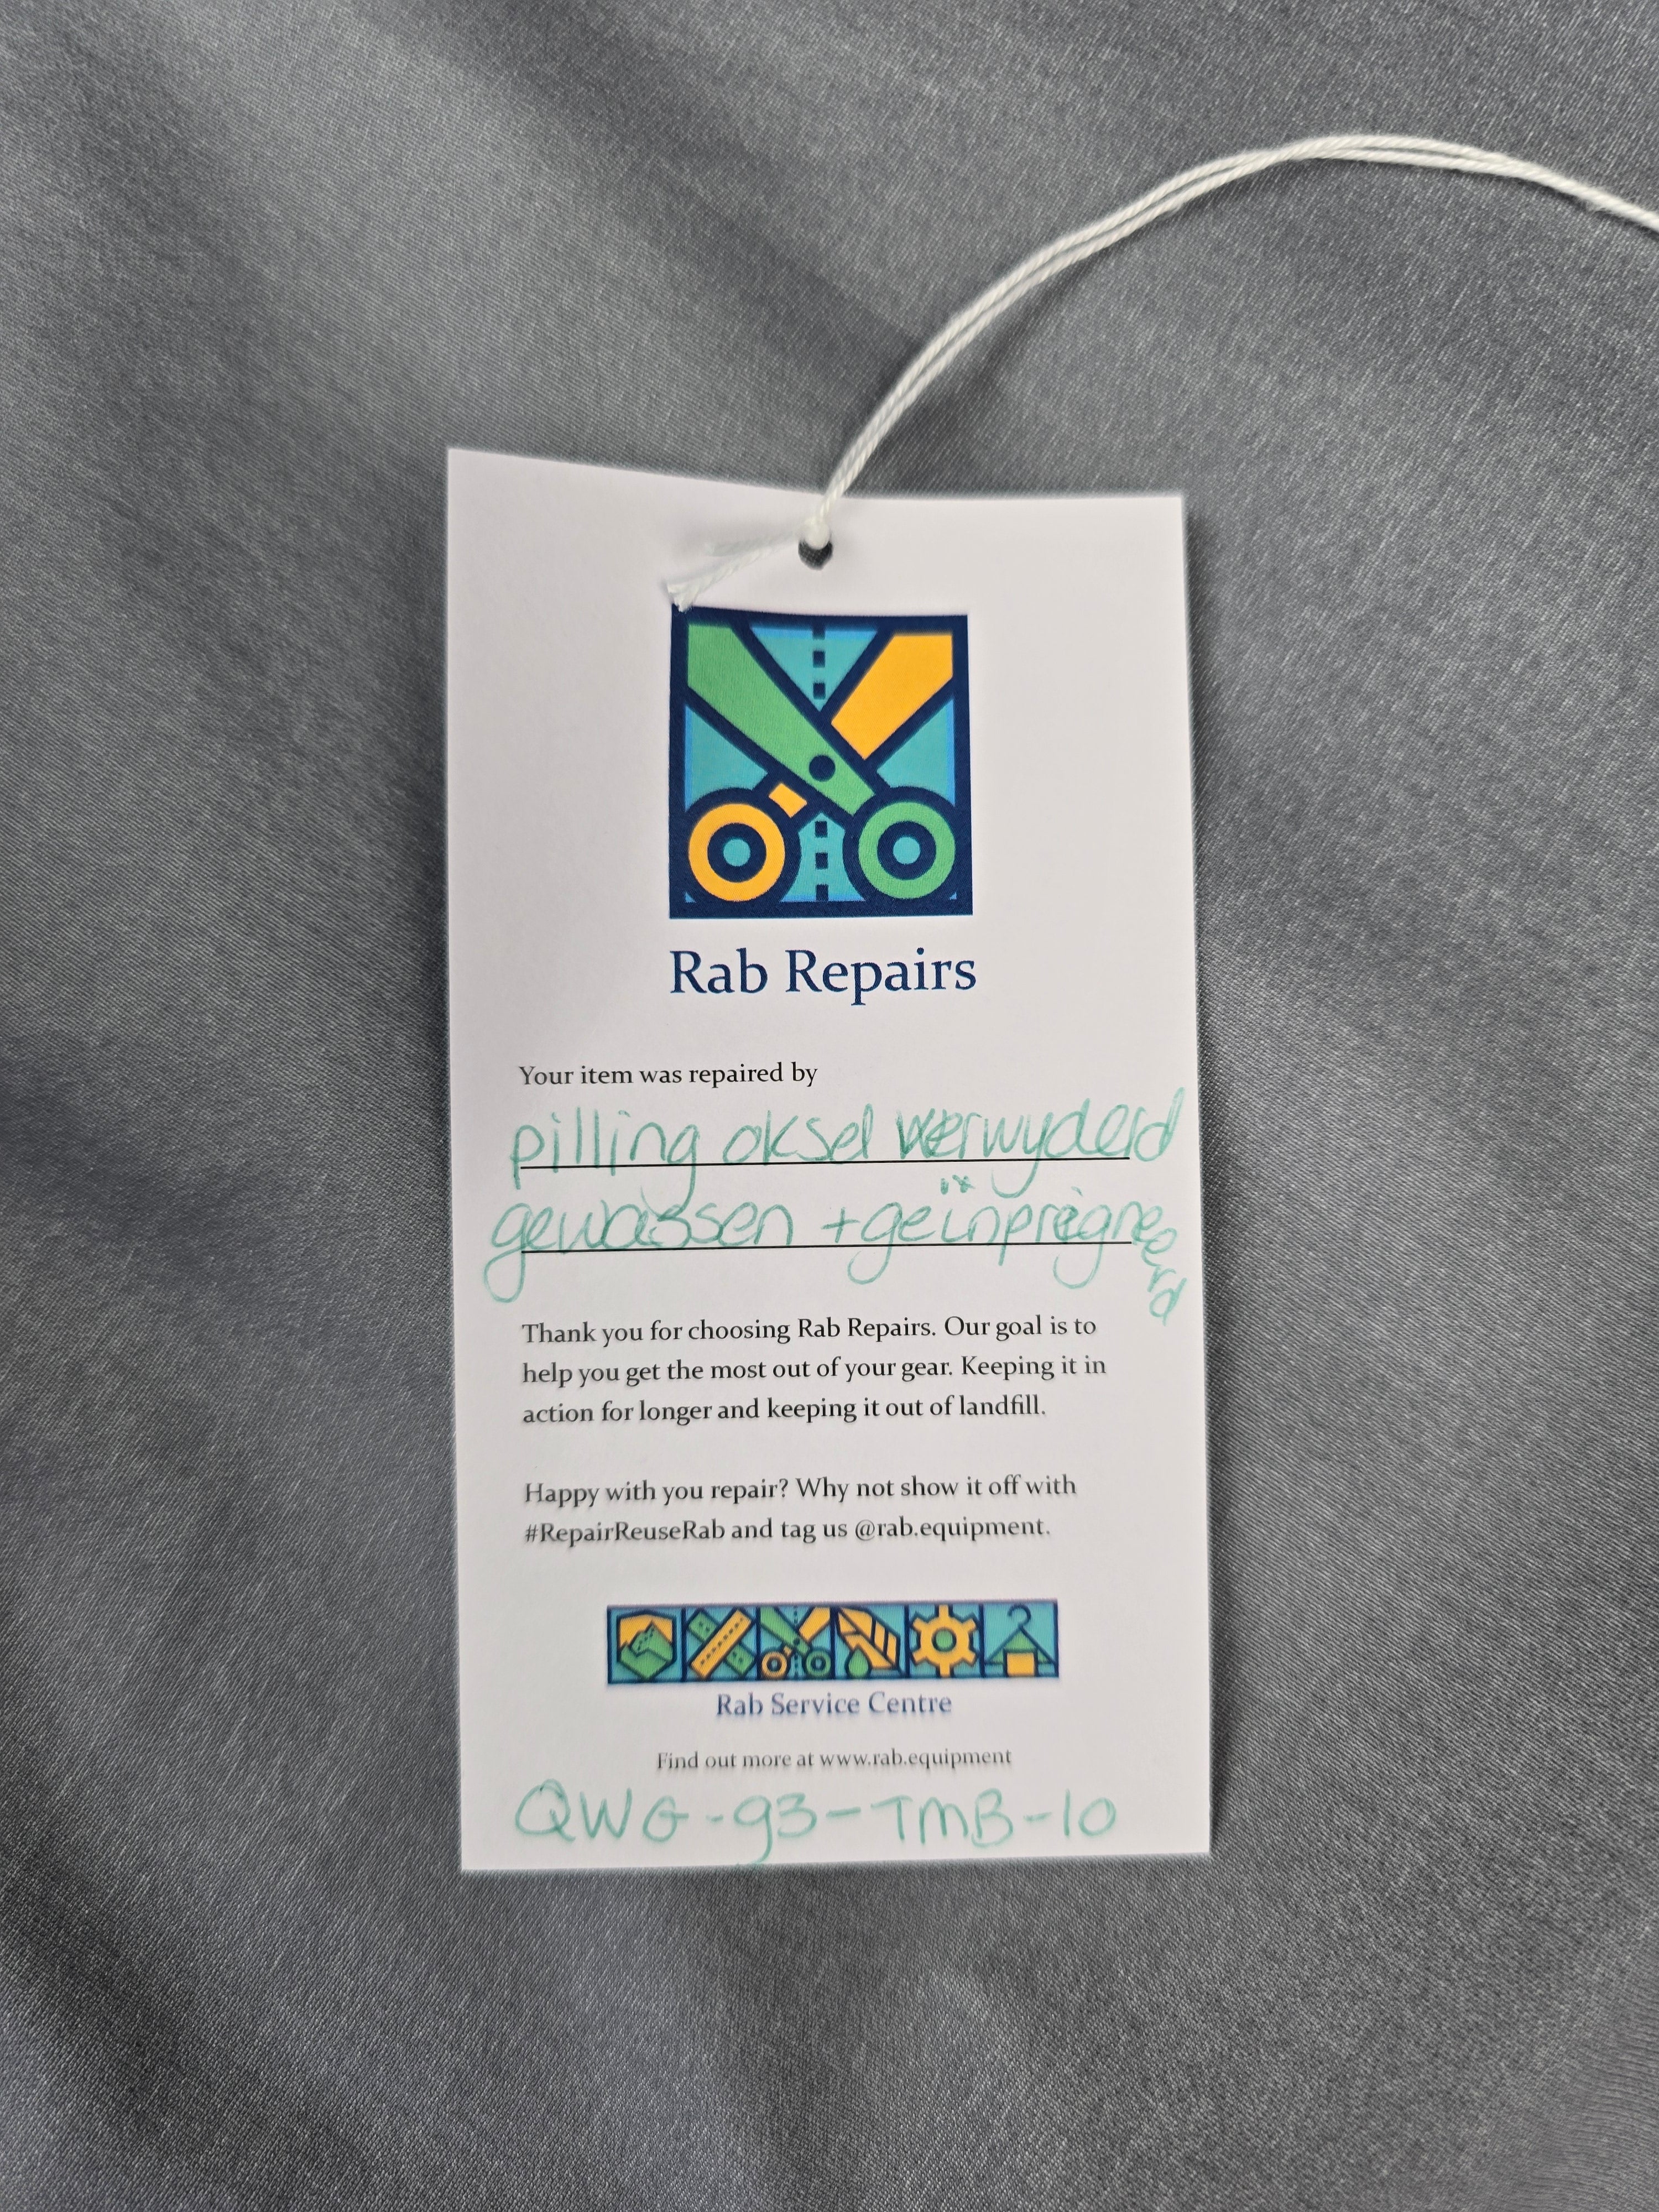 Rab Repairs
Your item was repaired by
pilling oksel verwyderd
gewassen + geïnpregneerd
Thank you for choosing Rab Repairs. Our goal is to
help you get the most out of your gear. Keeping it in
action for longer and keeping it out of landfill.
Happy with you repair? Why not show it off with
#RepairReuseRab and tag us @rab.equipment.
Rab Service Centre
Find out more at www.rab.equipment
QWG-93-TMB-10